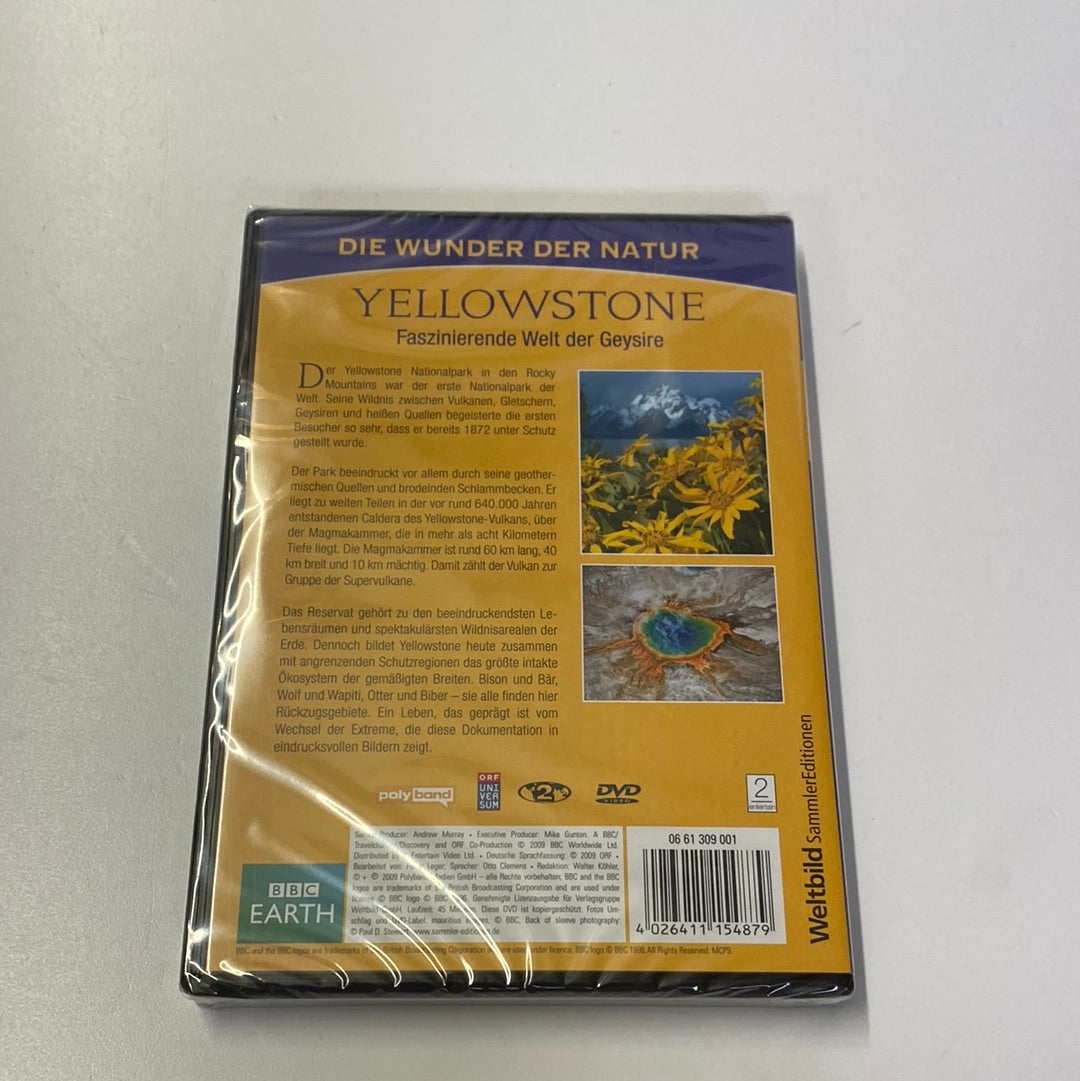 DIE WUNDER DER NATUR
YELLOWSTONE
Faszinierende Welt der Geysire
Der Yellowstone Nationalpark in den Rocky
Mountains war der erste Nationalpark der
Welt. Seine Wildnis zwischen Vulkanen, Gletschern,
Geysiren und heißen Quellen begeisterte die ersten
Besucher so sehr, dass er bereits 1872 unter Schutz
gestellt wurde.
Der Park beeindruckt vor allem durch seine geother-
mischen Quellen und brodelnden Schlammbecken. Er
liegt zu weiten Teilen in der vor rund 640.000 Jahren
entstandenen Caldera des Yellowstone-Vulkans, über
der Magmakammer, die in mehr als acht Kilometern
Tiefe liegt. Die Magmakammer ist rund 60 km lang, 40
km breit und 10 km mächtig. Damit zählt der Vulkan zur
Gruppe der Supervulkane.
Das Reservat gehört zu den beeindruckendsten Le-
bensräumen und spektakulärsten Wildnisarealen der
Erde. Dennoch bildet Yellowstone heute zusammen
mit angrenzenden Schutzregionen das größte intakte
Ökosystem der gemäßigten Breiten. Bison und Bär,
Wolf und Wapiti, Otter und Biber – sie alle finden hier
Rückzugsgebiete. Ein Leben, das geprägt ist vom
Wechsel der Extreme, die diese Dokumentation in
eindrucksvollen Bildern zeigt.
polyband
ORF
UNI
VER
SUM
2
DVD
VIDEO
2
entertain
Producer: Andrew Murray • Executive Producer: Mike Gunton. A BBC/
Travelchannel/Discovery and ORF Co-Production © 2009 BBC Worldwide Ltd.
Distributed by Entertain Video Ltd. • Deutsche Sprachfassung: © 2009 ORF •
Bearbeitet von: Leger; Sprecher: Otto Clemens • Redaktion: Walter Köhler,
© + ℗ 2009 Polyband Medien GmbH – alle Rechte vorbehalten; BBC and the BBC
logos are trademarks of the British Broadcasting Corporation and are used under
licence. BBC logo © BBC 1996. Genehmigte Lizenzausgabe für Verlagsgruppe
Weltbild GmbH. Laufzeit: 45 Minuten. Diese DVD ist kopiergeschützt. Fotos Um-
schlag und DVD-Label: mauritius images, © BBC, Back of sleeve photography:
© Paul D. Stewart. www.sammler-editionen.de
06 61 309 001
4 026411 154879
BBC
EARTH
Weltbild SammlerEditionen
BBC and the BBC logos are trademarks of the British Broadcasting Corporation and are used under licence. BBC logo © BBC 1996. All Rights Reserved. MCPS